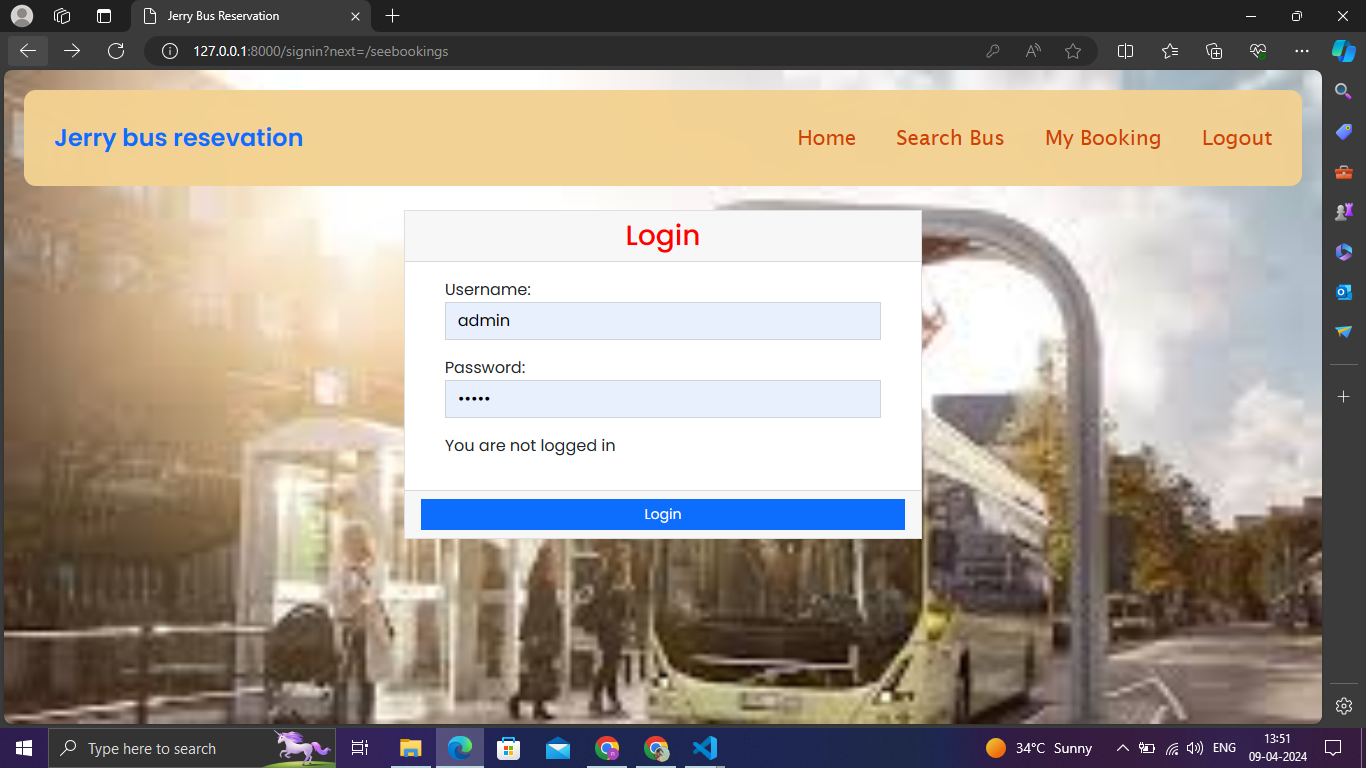 Jerry Bus Reservation
127.0.0.1:8000/signin?next=/seebookings
Jerry bus resevation
Home
Search Bus
My Booking
Logout
Login
Username:
admin
Password:
•••••
You are not logged in
Login
Type here to search
34°C Sunny
ENG
13:51
09-04-2024